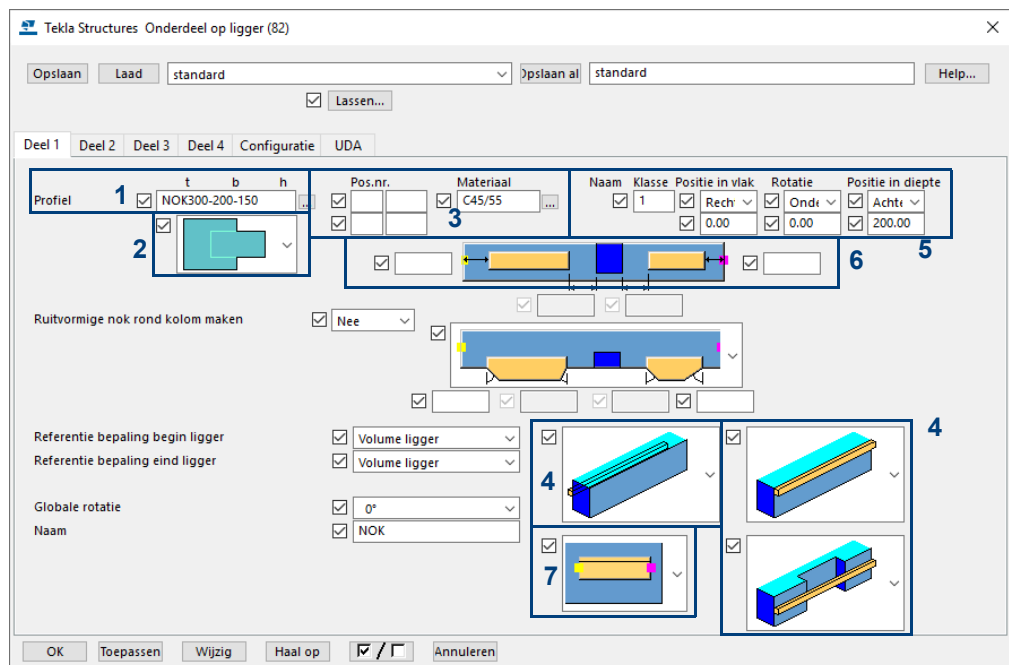 Tekla Structures Onderdeel op ligger (82)
Opslaan Laad standard Opslaan al standard Help...
Lassen...
Deel 1 Deel 2 Deel 3 Deel 4 Configuratie UDA
t b h Pos.nr. Materiaal Naam Klasse Positie in vlak Rotatie Positie in diepte
Profiel 1 NOK300-200-150 ... C45/55 ... 1 Recht Onde Achte
3
0.00 0.00 200.00
2 5
6
Ruitvormige nok rond kolom maken Nee
Referentie bepaling begin ligger Volume ligger 4
Referentie bepaling eind ligger Volume ligger
4
Globale rotatie 0°
Naam NOK
7
OK Toepassen Wijzig Haal op / Annuleren